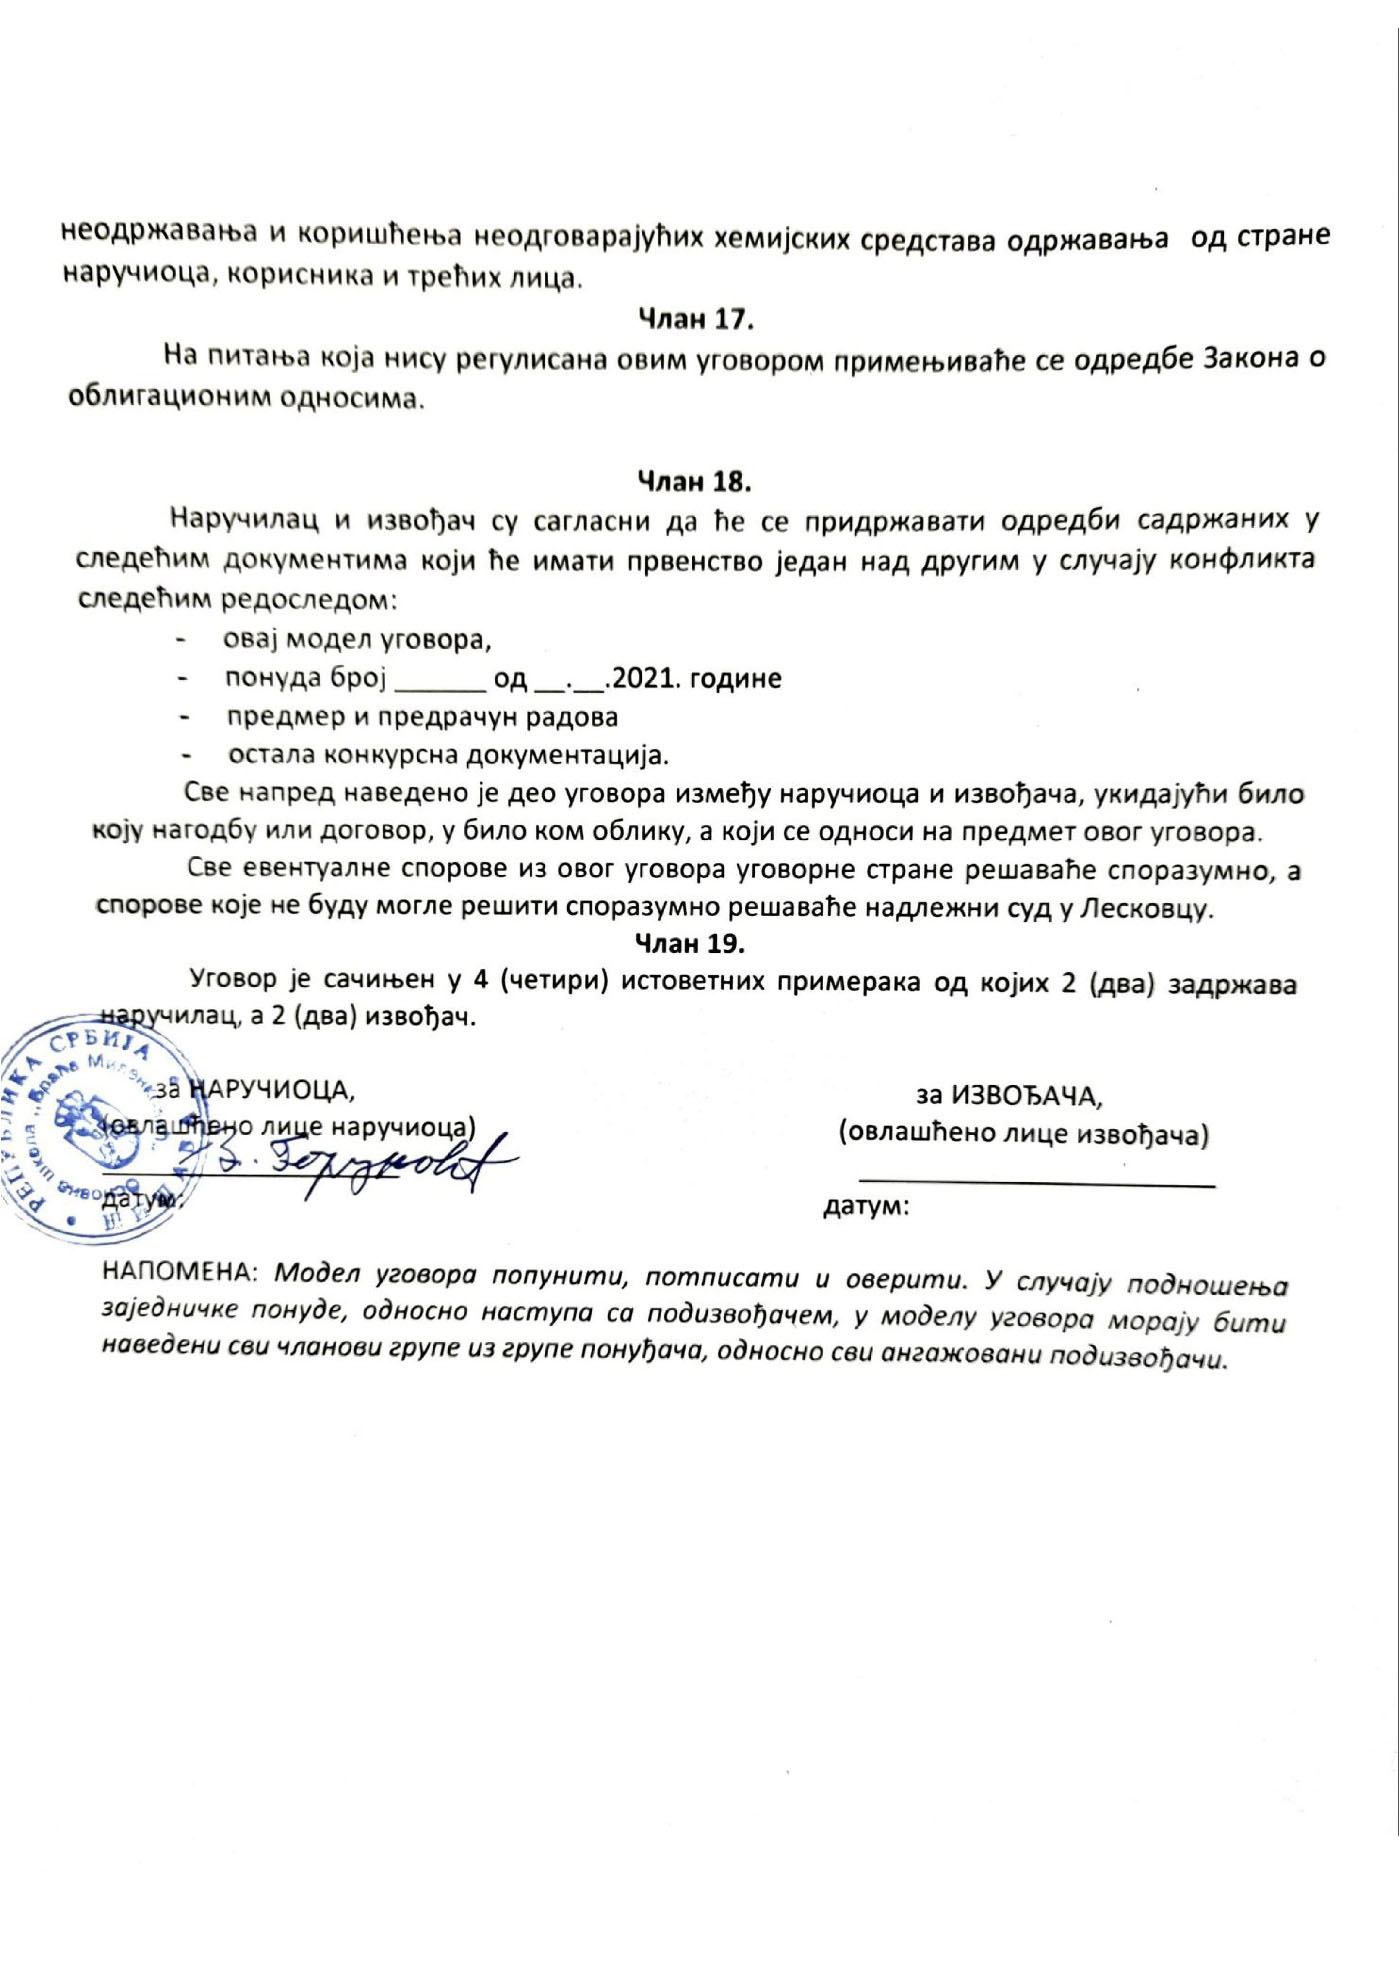 неодржавања и коришћења неодговарајућих хемијских средстава одржавања од стране
наручиоца, корисника и трећих лица.
Члан 17.
На питања која нису регулисана овим уговором примењиваће се одредбе Закона о
облигационим односима.
Члан 18.
Наручилац и извођач су сагласни да ће се придржавати одредби садржаних у
следећим документима који ће имати првенство један над другим у случају конфликта
следећим редоследом:
- овај модел уговора,
- понуда број ______ од __.__.2021. године
- предмер и предрачун радова
- остала конкурсна документација.
Све напред наведено је део уговора између наручиоца и извођача, укидајући било
коју нагодбу или договор, у било ком облику, а који се односи на предмет овог уговора.
Све евентуалне спорове из овог уговора уговорне стране решаваће споразумно, а
спорове које не буду могле решити споразумно решаваће надлежни суд у Лесковцу.
Члан 19.
Уговор је сачињен у 4 (четири) истоветних примерака од којих 2 (два) задржава
наручилац, а 2 (два) извођач.
за НАРУЧИОЦА,
(овлашћено лице наручиоца)
датум:
за ИЗВОЂАЧА,
(овлашћено лице извођача)
датум:
РЕПУБЛИКА СРБИЈА
Основна школа „Браћа
НАПОМЕНА: Модел уговора попунити, потписати и оверити. У случају подношења
заједничке понуде, односно наступа са подизвођачем, у моделу уговора морају бити
наведени сви чланови групе из групе понуђача, односно сви ангажовани подизвођачи.